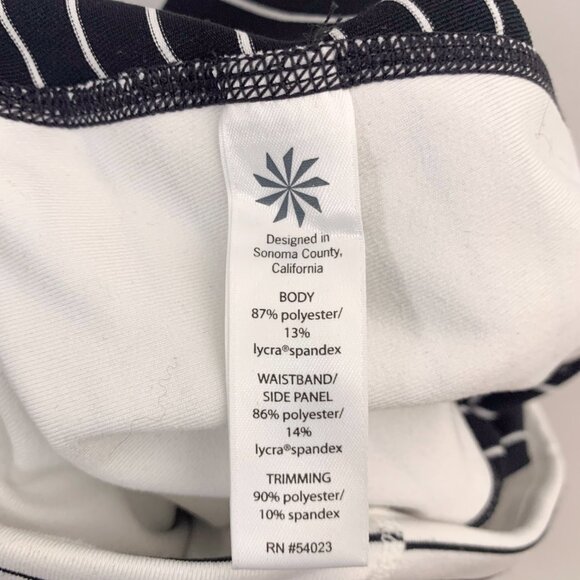 Designed in
Sonoma County,
California
BODY
87% polyester/
13%
lycra®spandex
WAISTBAND/
SIDE PANEL
86% polyester/
14%
lycra®spandex
TRIMMING
90% polyester/
10% spandex
RN #54023